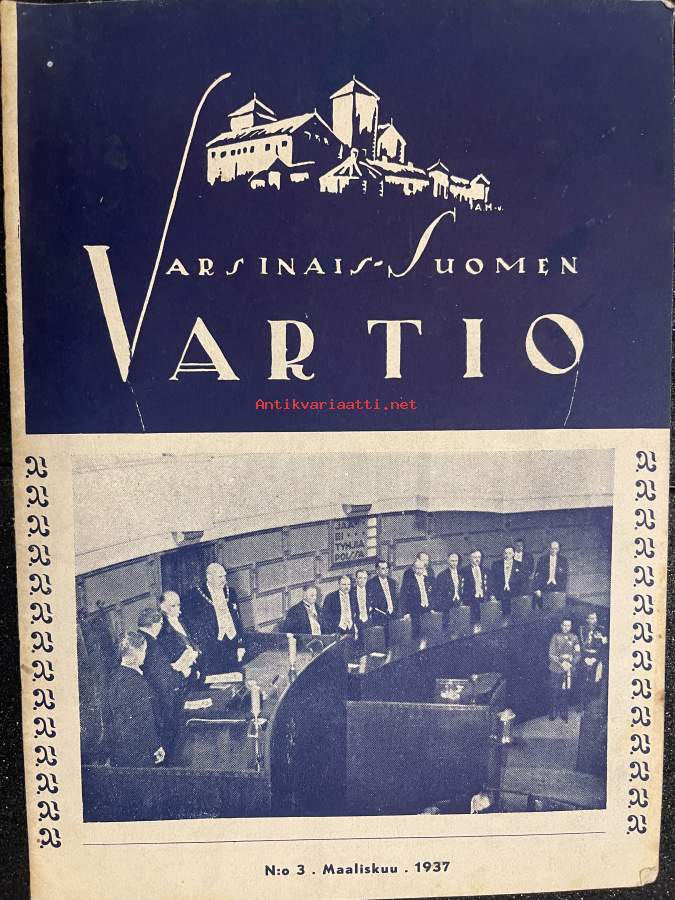 A.M-v.
VARSINAIS-SUOMEN
VARTIO
Antikvariaatti.net
N:o 3 . Maaliskuu . 1937